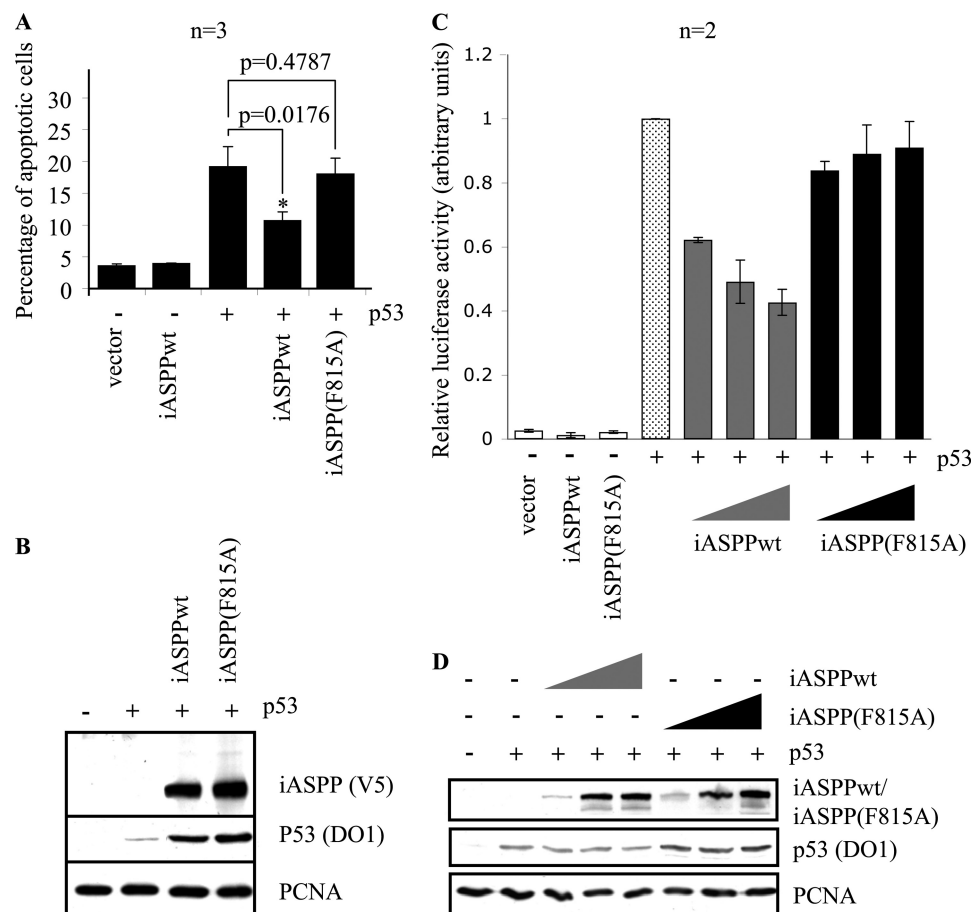 A
n=3
Percentage of apoptotic cells
p=0.4787
p=0.0176
*
30
25
20
15
10
5
0
- - + + + p53
vector
iASPPwt
iASPPwt
iASPP(F815A)
C
n=2
Relative luciferase activity (arbitrary units)
1.2
1
0.8
0.6
0.4
0.2
0
- - - + + + + + + + p53
vector
iASPPwt
iASPP(F815A)
iASPPwt
iASPP(F815A)
B
iASPPwt
iASPP(F815A)
- + + + p53
iASPP (V5)
P53 (DO1)
PCNA
D
- - - - - iASPPwt
- - - - - iASPP(F815A)
- + + + + + + + p53
iASPPwt/
iASPP(F815A)
p53 (DO1)
PCNA